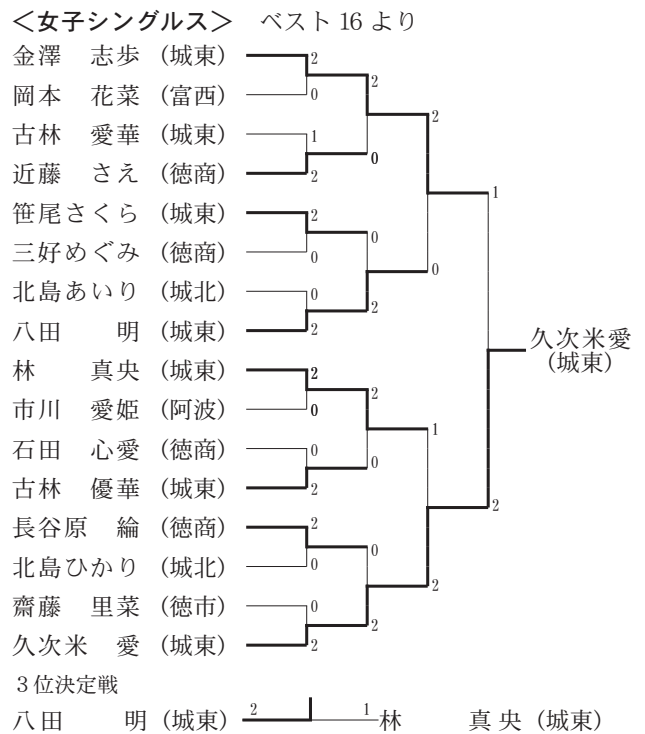 ＜女子シングルス＞　ベスト 16 より
金澤　志歩（城東）
岡本　花菜（富西）
古林　愛華（城東）
近藤　さえ（徳商）
笹尾さくら（城東）
三好めぐみ（徳商）
北島あいり（城北）
八田　　明（城東）
林　　真央（城東）
市川　愛姫（阿波）
石田　心愛（徳商）
古林　優華（城東）
長谷原　綸（徳商）
北島ひかり（城北）
齋藤　里菜（徳市）
久次米　愛（城東）
2
0
1
2
2
0
0
2
2
0
0
2
2
0
0
2
2
0
0
2
2
0
0
2
2
0
1
2
1
2
久次米愛
（城東）
３位決定戦
八田　　明（城東） 2 1 林　　真央（城東）